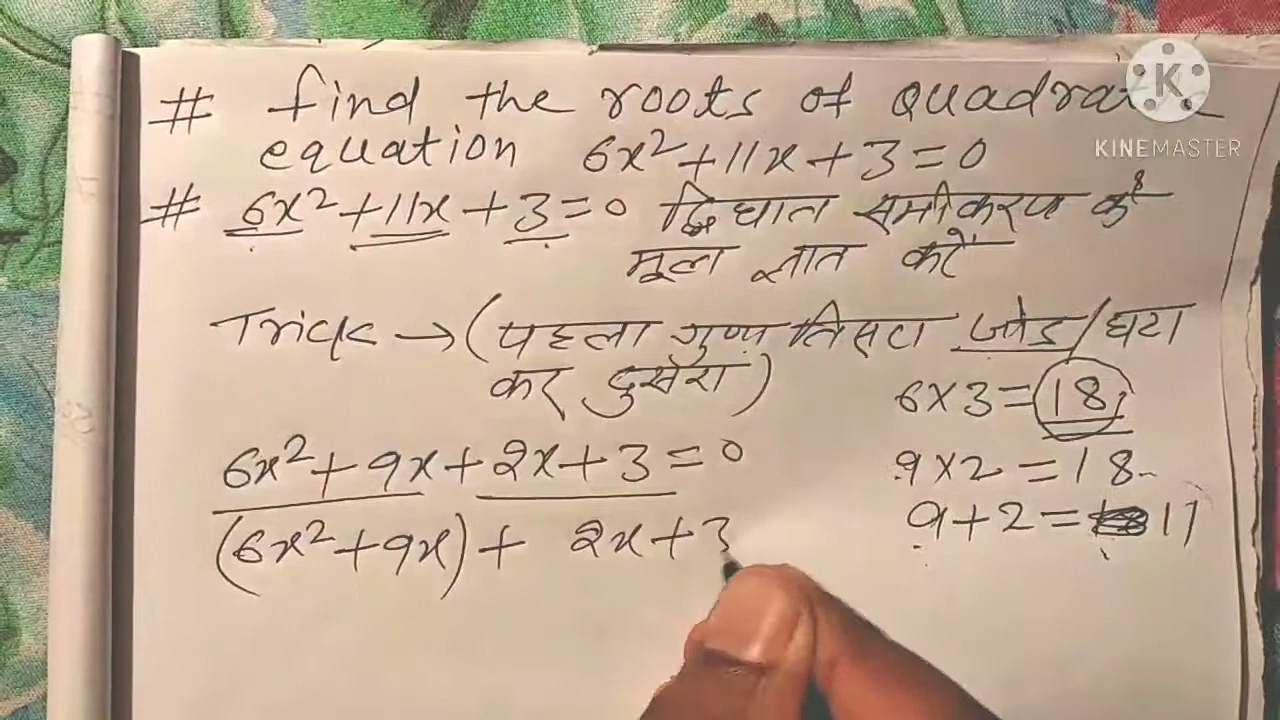 # find the roots of quadratic
equation 6x²+11x+3=0
# 6x²+11x+3=0 द्विघात समीकरण के
मूल ज्ञात करें
Trick → (पहला गुणा तिसरा जोड/घटा
कर दुसरा)
6×3=18
6x²+9x+2x+3=0
9×2=18
(6x²+9x)+ 2x+3
9+2=11
K
KINEMASTER